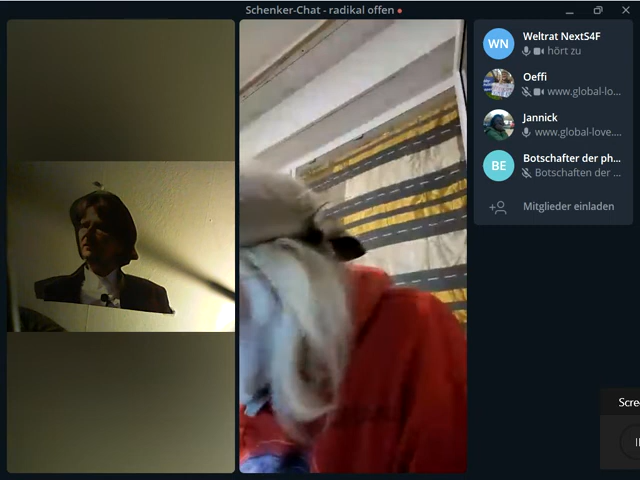 Schenker-Chat - radikal offen
Weltrat NextS4F
WN
hört zu
Oeffi
www.global-lo...
Jannick
www.global-love....
Botschafter der ph...
BE
Botschaften der ...
Mitglieder einladen
Scre